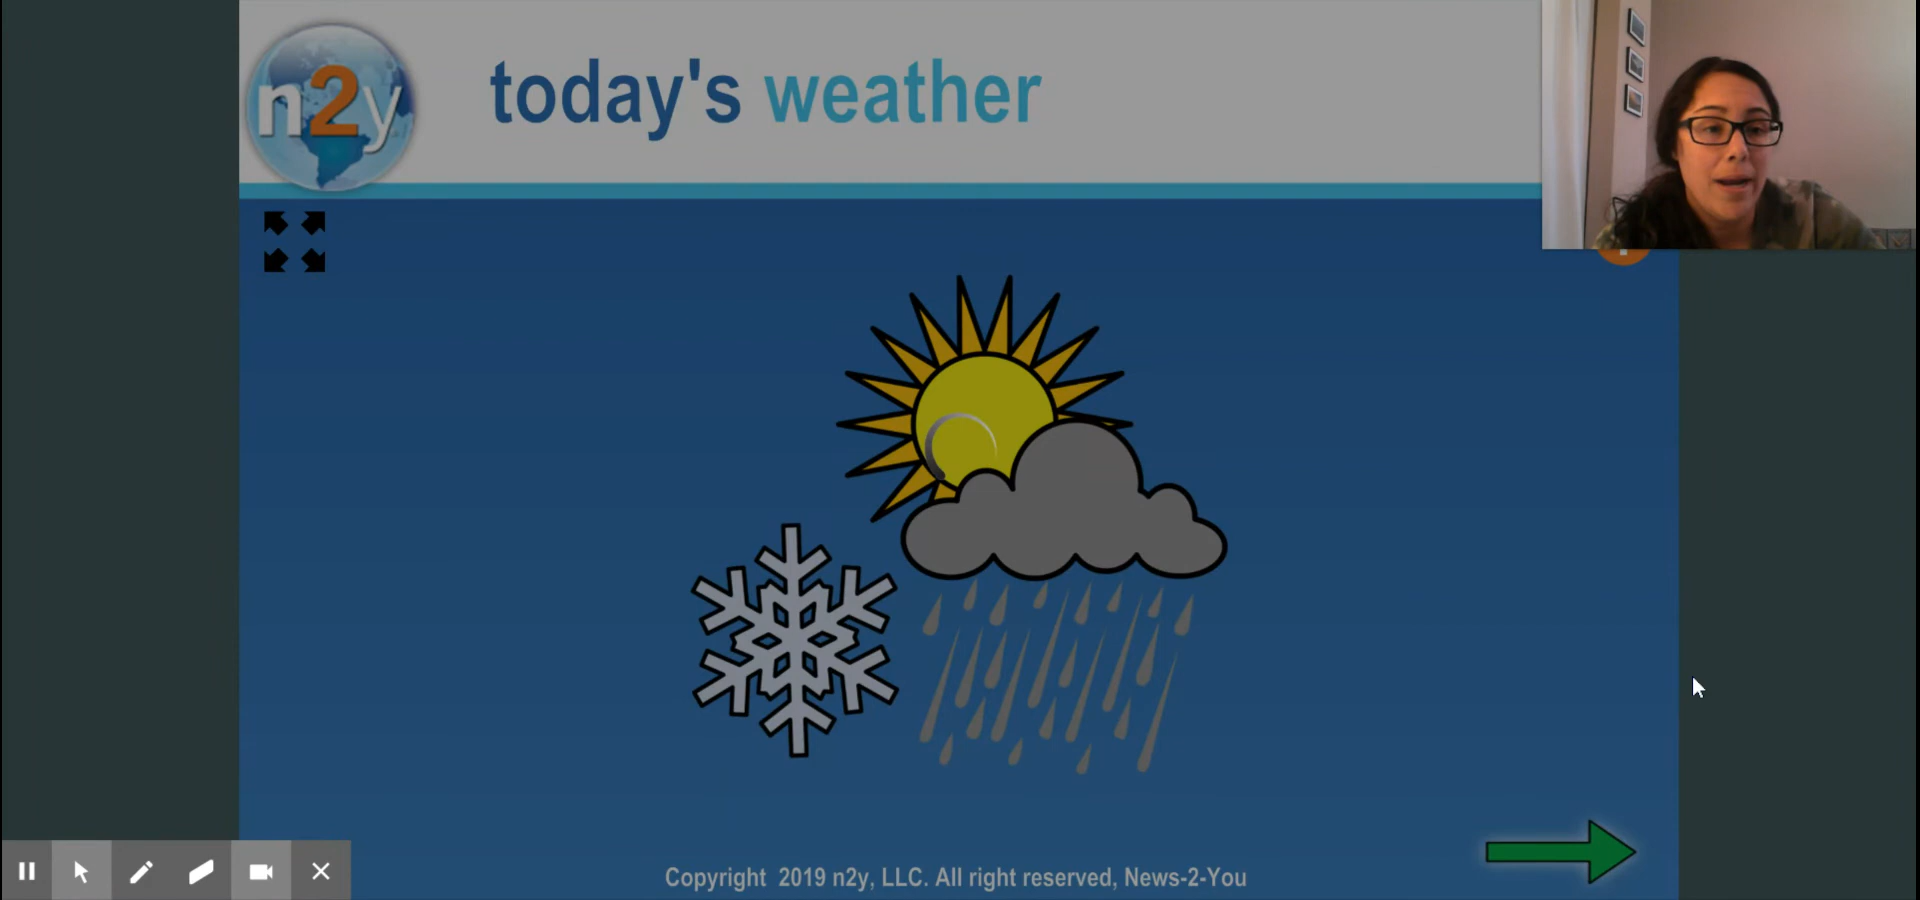 n2y
today's weather
Copyright 2019 n2y, LLC. All right reserved, News-2-You